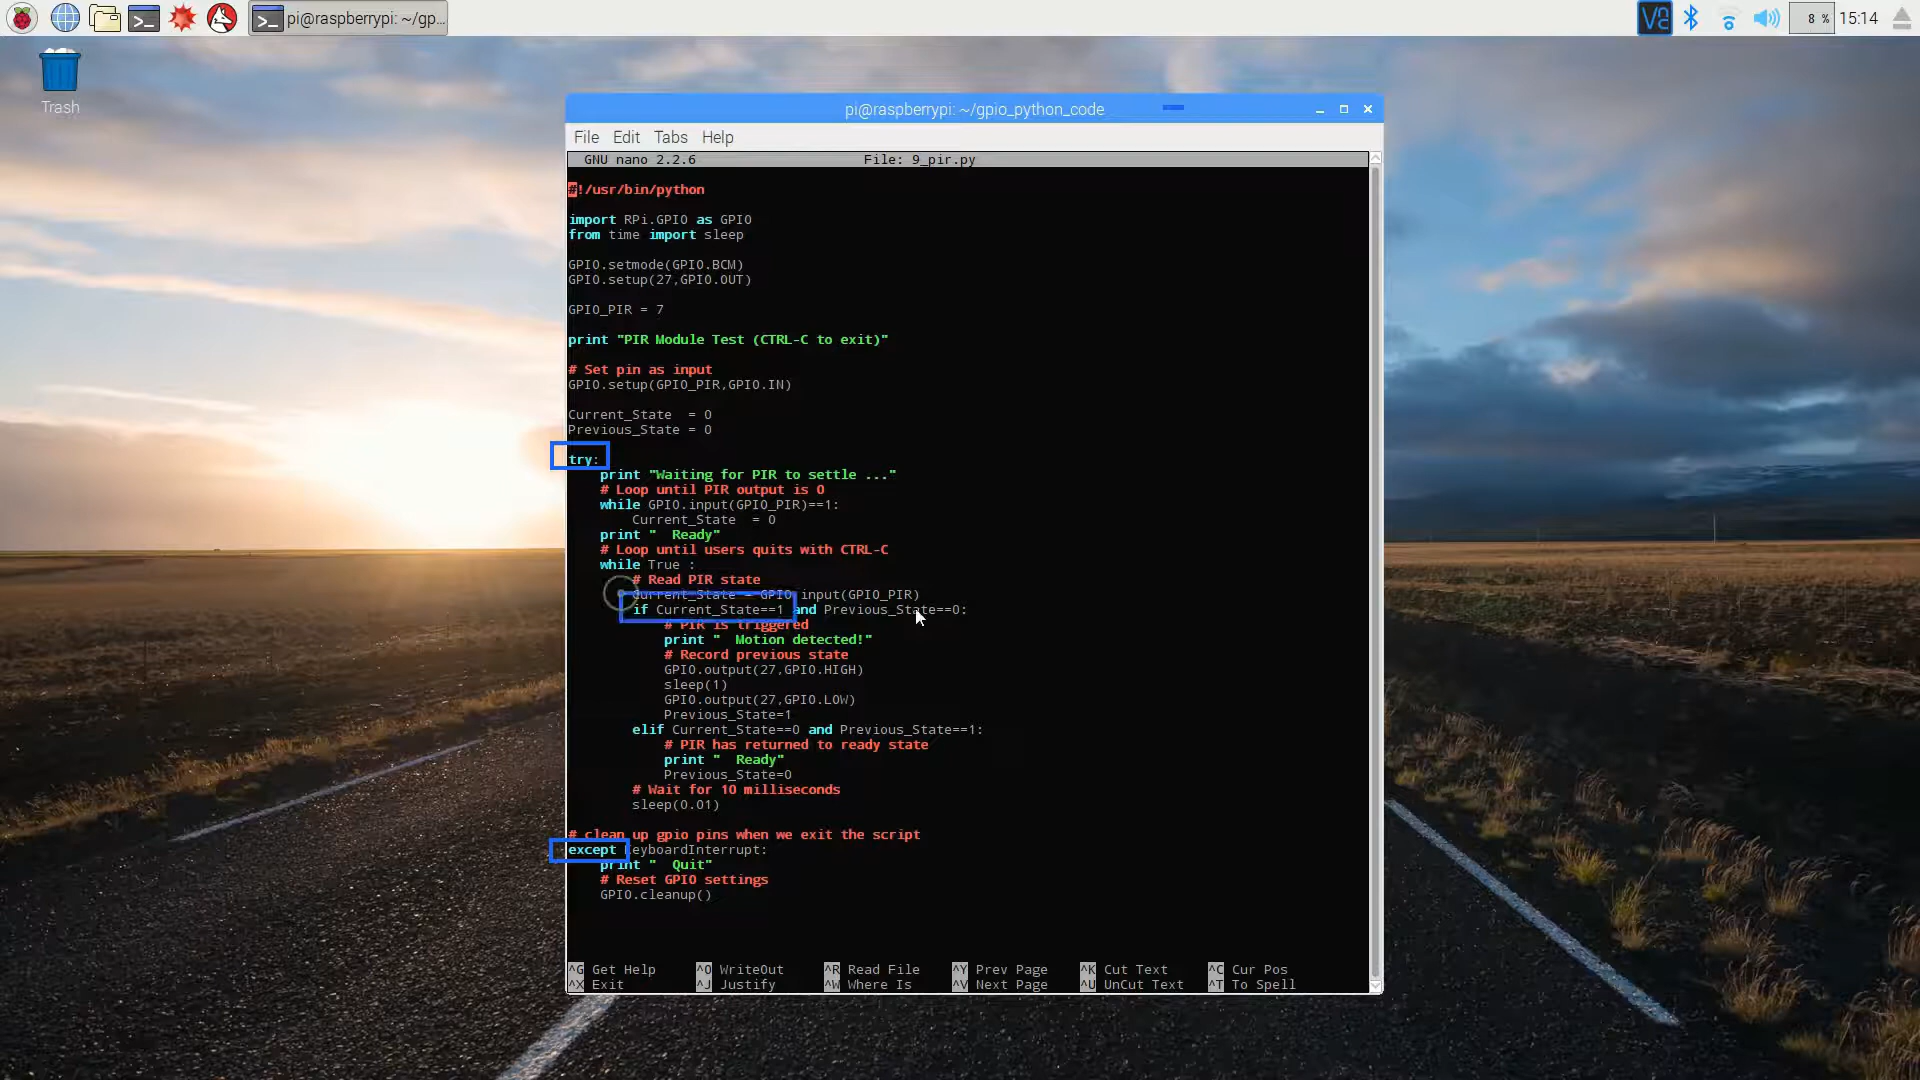 pi@raspberrypi: ~/gp...
8 %
15:14
Trash
pi@raspberrypi: ~/gpio_python_code
File Edit Tabs Help
GNU nano 2.2.6 File: 9_pir.py
#!/usr/bin/python
import RPi.GPIO as GPIO
from time import sleep
GPIO.setmode(GPIO.BCM)
GPIO.setup(27,GPIO.OUT)
GPIO_PIR = 7
print "PIR Module Test (CTRL-C to exit)"
# Set pin as input
GPIO.setup(GPIO_PIR,GPIO.IN)
Current_State  = 0
Previous_State = 0
try:
    print "Waiting for PIR to settle ..."
    # Loop until PIR output is 0
    while GPIO.input(GPIO_PIR)==1:
        Current_State  = 0
    print "  Ready"
    # Loop until users quits with CTRL-C
    while True :
        # Read PIR state
        Current_State = GPIO.input(GPIO_PIR)
        if Current_State==1 and Previous_State==0:
            # PIR is triggered
            print "  Motion detected!"
            # Record previous state
            GPIO.output(27,GPIO.HIGH)
            sleep(1)
            GPIO.output(27,GPIO.LOW)
            Previous_State=1
        elif Current_State==0 and Previous_State==1:
            # PIR has returned to ready state
            print "  Ready"
            Previous_State=0
        # Wait for 10 milliseconds
        sleep(0.01)
# clean up gpio pins when we exit the script
except KeyboardInterrupt:
    print "  Quit"
    # Reset GPIO settings
    GPIO.cleanup()
^G Get Help ^O WriteOut ^R Read File ^Y Prev Page ^K Cut Text ^C Cur Pos
^X Exit ^J Justify ^W Where Is ^V Next Page ^U UnCut Text ^T To Spell